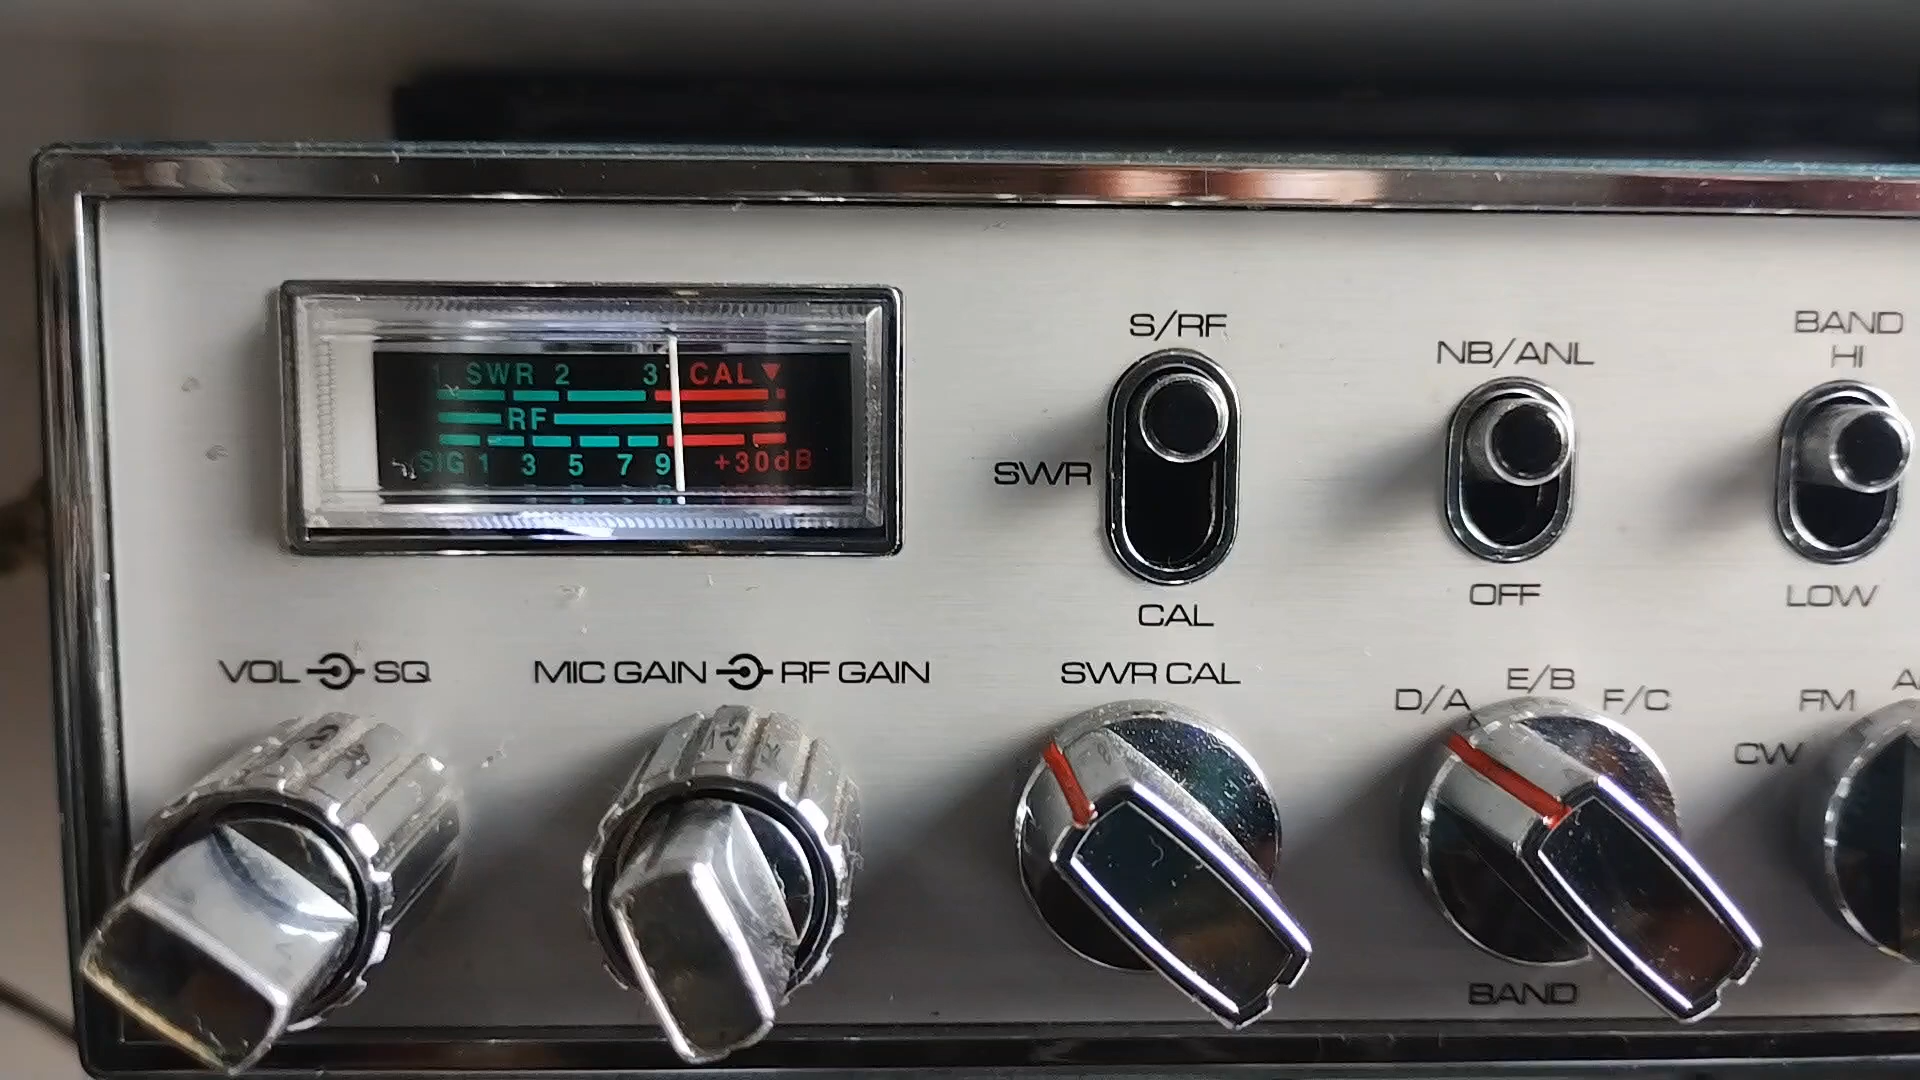 1 SWR 2 3 CAL
RF
SIG 1 3 5 7 9 +30dB
S/RF
SWR
CAL
NB/ANL
OFF
BAND
HI
LOW
VOL SQ
MIC GAIN RF GAIN
SWR CAL
D/A E/B F/C
BAND
FM
CW